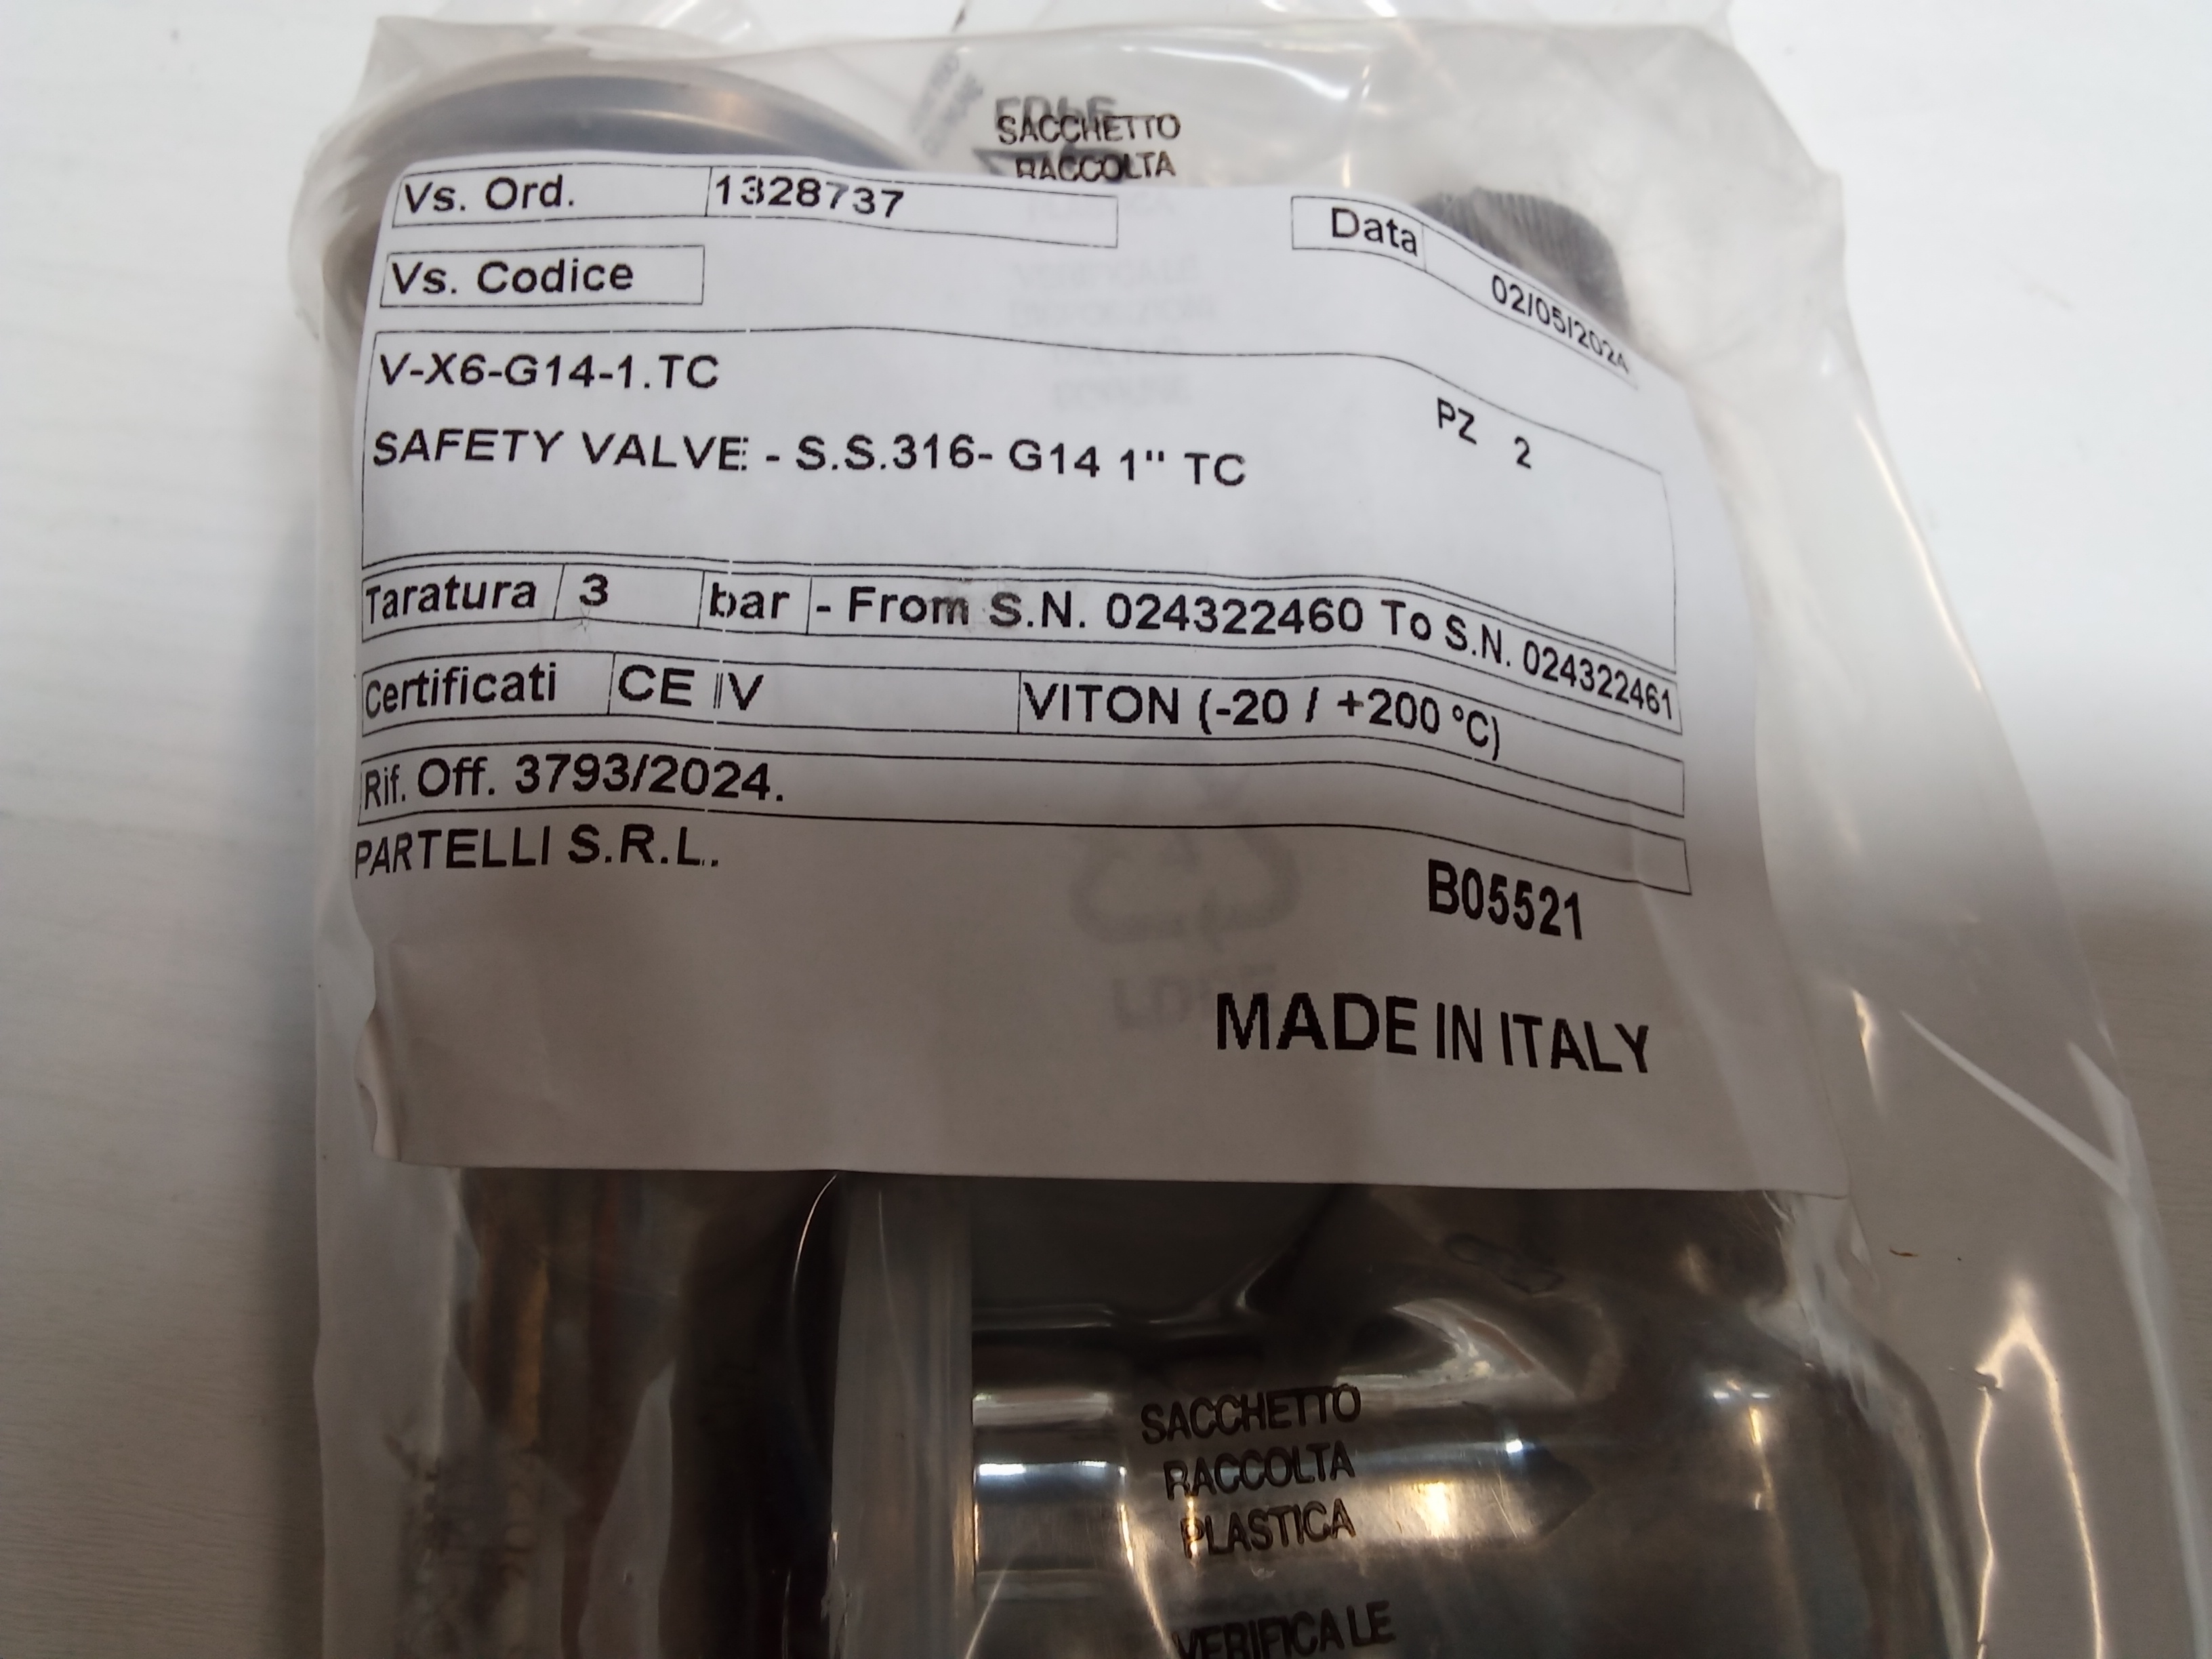 SACCHETTO
RACCOLTA
Vs. Ord. 1328737
Data 02/05/2024
Vs. Codice
V-X6-G14-1.TC
PZ 2
SAFETY VALVE - S.S.316- G14 1" TC
Taratura 3 bar - From S.N. 024322460 To S.N. 024322461
Certificati CE IV VITON (-20 / +200 °C)
Rif. Off. 3793/2024.
PARTELLI S.R.L.
B05521
MADE IN ITALY
SACCHETTO
RACCOLTA
PLASTICA
VERIFICA LE